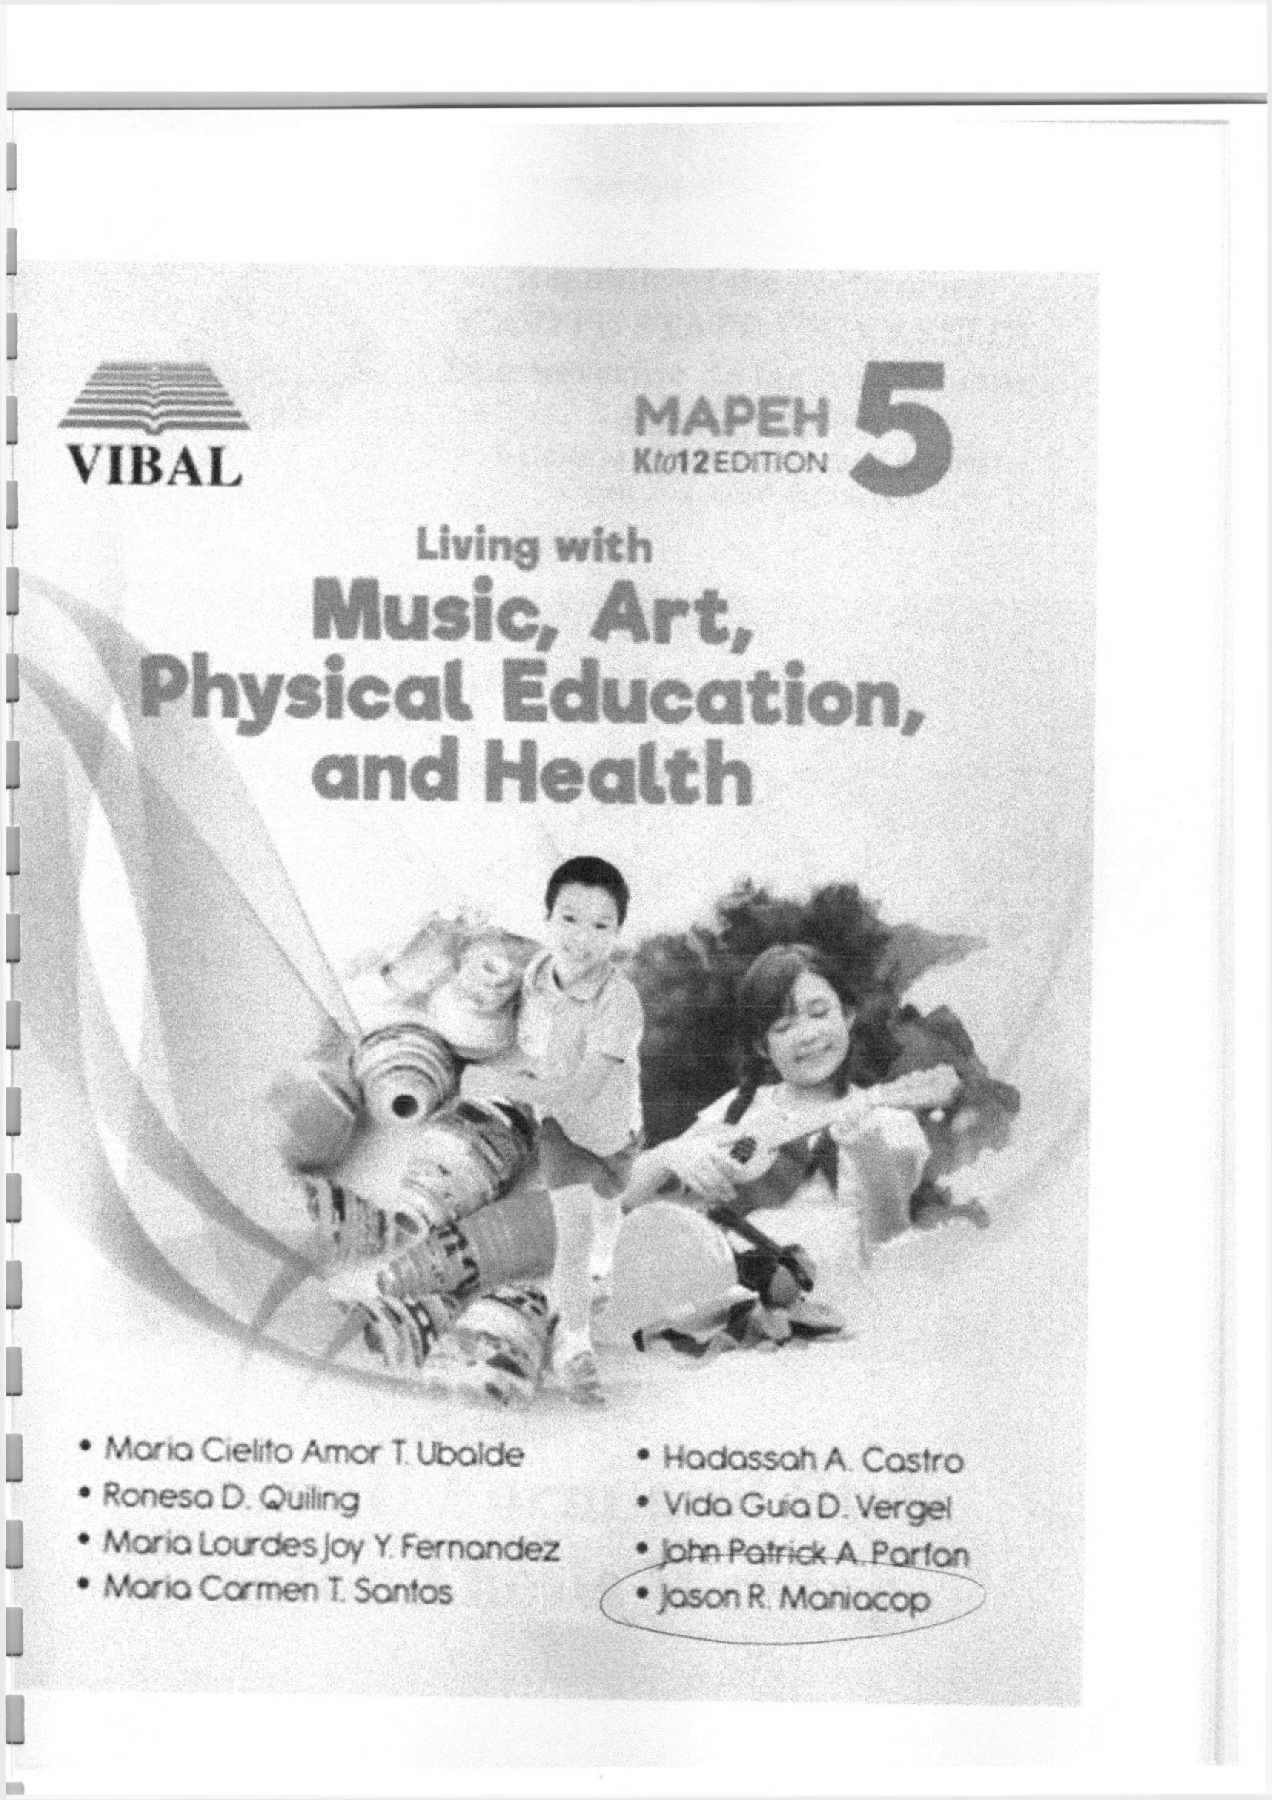 VIBAL
MAPEH 5
Kto12 EDITION
Living with
Music, Art,
Physical Education,
and Health
• Maria Cielito Amor T. Ubalde
• Ronesa D. Quiling
• Maria Lourdes Joy Y. Fernandez
• Maria Carmen T. Santos
• Hadassah A. Castro
• Vida Guia D. Vergel
• John Patrick A. Parfan
• Jason R. Maniacop